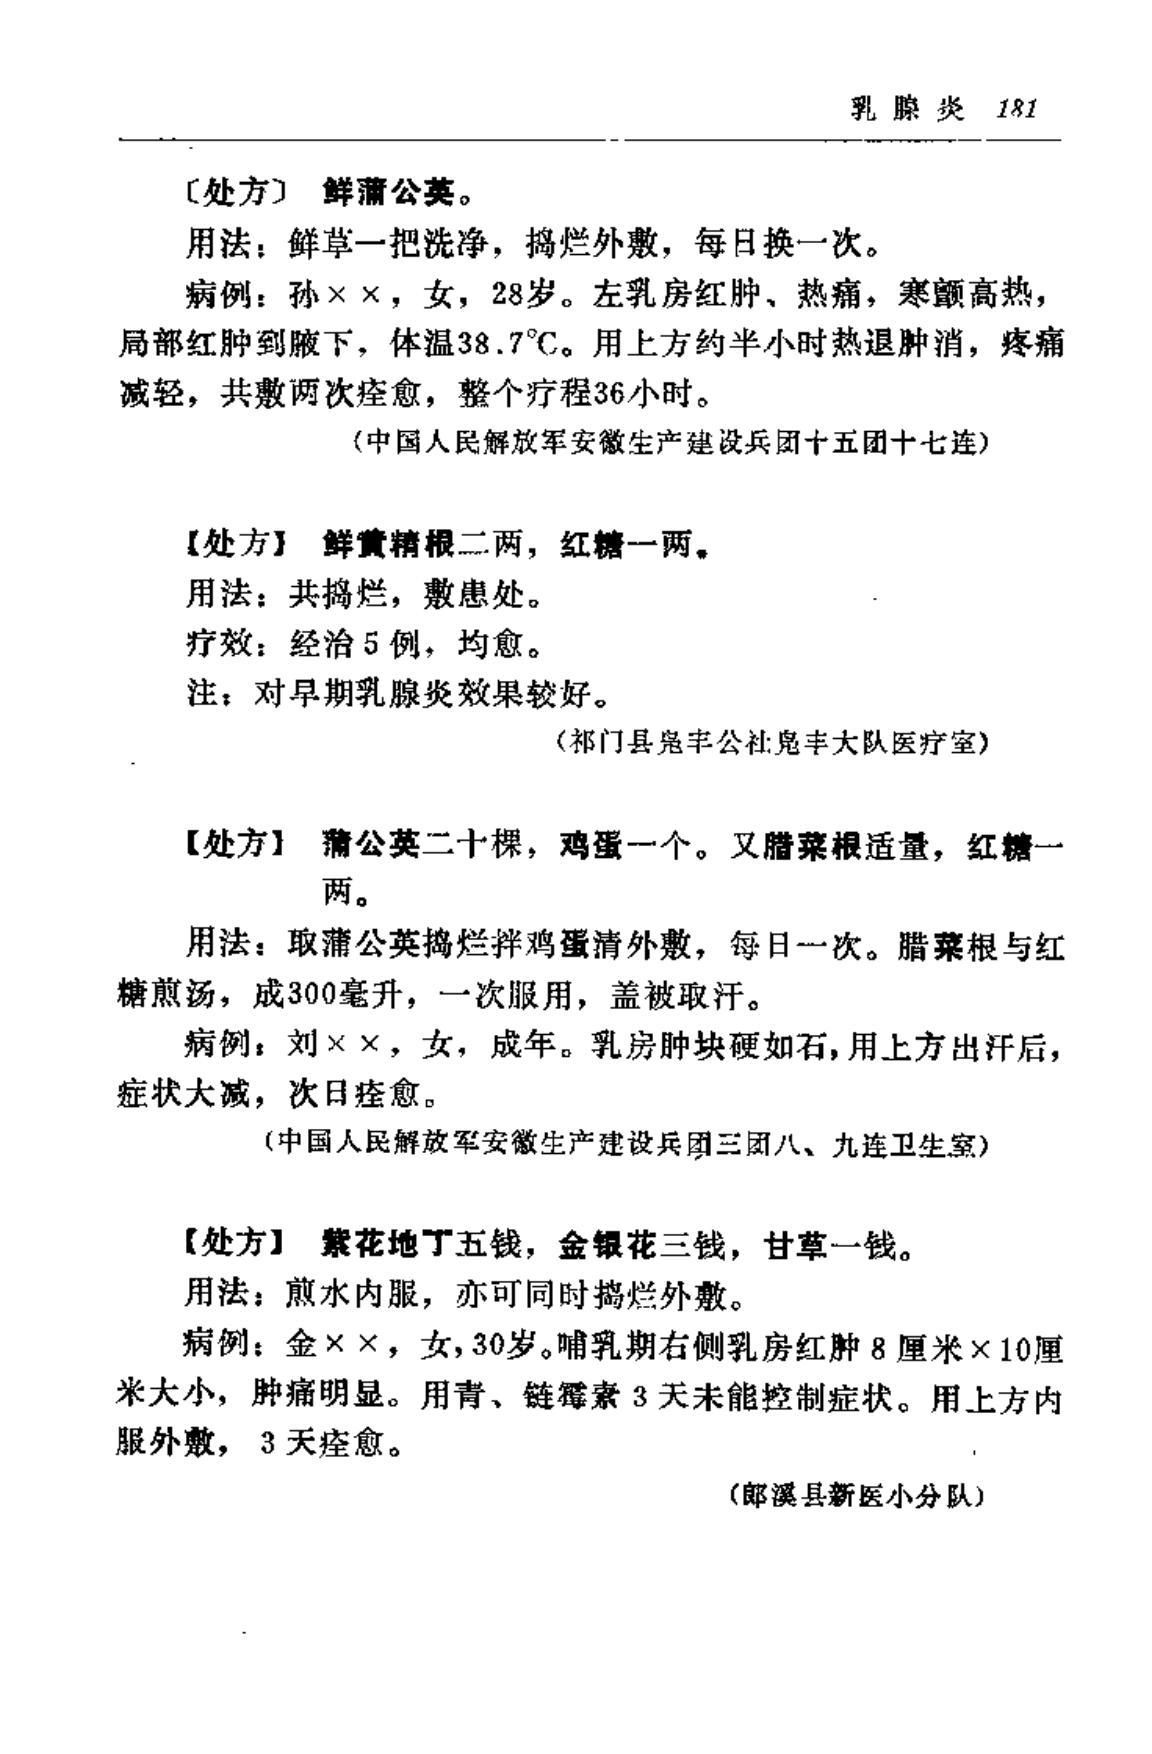 乳腺炎 181
〔处方〕 鲜蒲公英。
用法：鲜草一把洗净，捣烂外敷，每日换一次。
病例：孙××，女，28岁。左乳房红肿、热痛，寒颤高热，
局部红肿到腋下，体温38.7℃。用上方约半小时热退肿消，疼痛
减轻，共敷两次痊愈，整个疗程36小时。
（中国人民解放军安徽生产建设兵团十五团十七连）
【处方】 鲜黄精根二两，红糖一两。
用法：共捣烂，敷患处。
疗效：经治5例，均愈。
注：对早期乳腺炎效果较好。
（祁门县凫丰公社凫丰大队医疗室）
【处方】 蒲公英二十棵，鸡蛋一个。又腊菜根适量，红糖一
两。
用法：取蒲公英捣烂拌鸡蛋清外敷，每日一次。腊菜根与红
糖煎汤，成300毫升，一次服用，盖被取汗。
病例：刘××，女，成年。乳房肿块硬如石，用上方出汗后，
症状大减，次日痊愈。
（中国人民解放军安徽生产建设兵团三团八、九连卫生室）
【处方】 紫花地丁五钱，金银花三钱，甘草一钱。
用法：煎水内服，亦可同时捣烂外敷。
病例：金××，女，30岁。哺乳期右侧乳房红肿8厘米×10厘
米大小，肿痛明显。用青、链霉素3天未能控制症状。用上方内
服外敷，3天痊愈。
（郎溪县新医小分队）